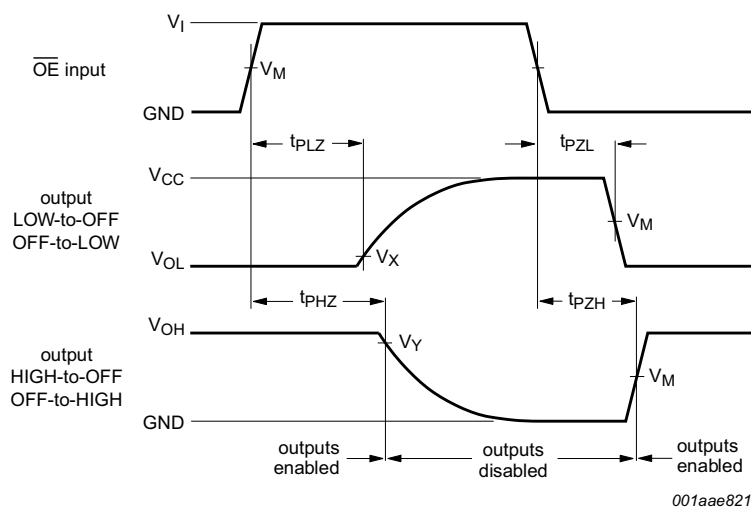 V_I
OE input
V_M
GND
t_PLZ
t_PZL
V_CC
output
LOW-to-OFF
OFF-to-LOW
V_M
V_OL
V_X
t_PHZ
t_PZH
V_OH
V_Y
output
HIGH-to-OFF
OFF-to-HIGH
V_M
GND
outputs
enabled
outputs
disabled
outputs
enabled
001aae821